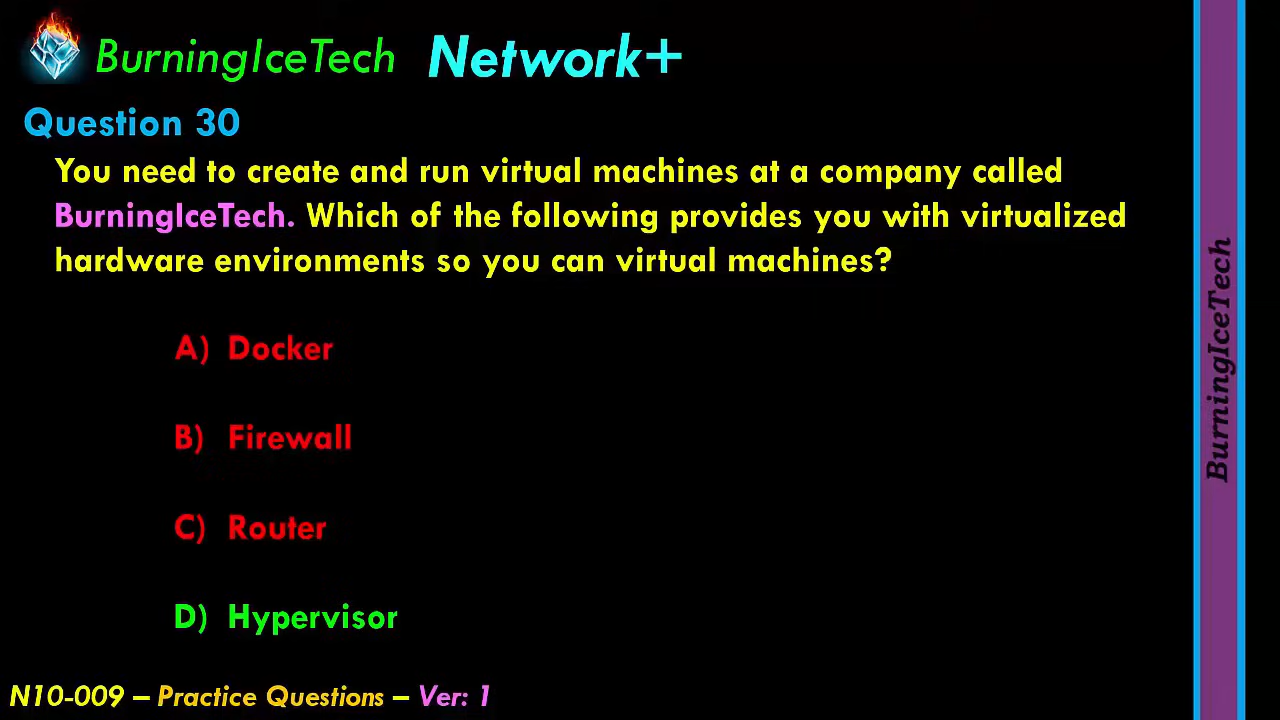 BurningIceTech Network+
Question 30
You need to create and run virtual machines at a company called
BurningIceTech. Which of the following provides you with virtualized
hardware environments so you can virtual machines?
A) Docker
B) Firewall
C) Router
D) Hypervisor
N10-009 – Practice Questions – Ver: 1
BurningIceTech